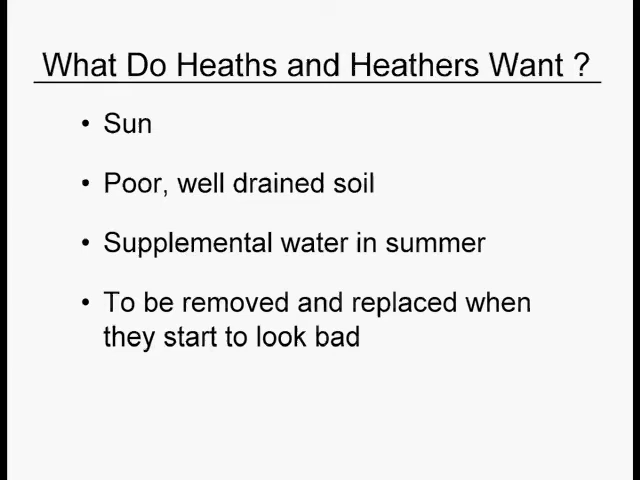 What Do Heaths and Heathers Want ?
• Sun
• Poor, well drained soil
• Supplemental water in summer
• To be removed and replaced when
they start to look bad